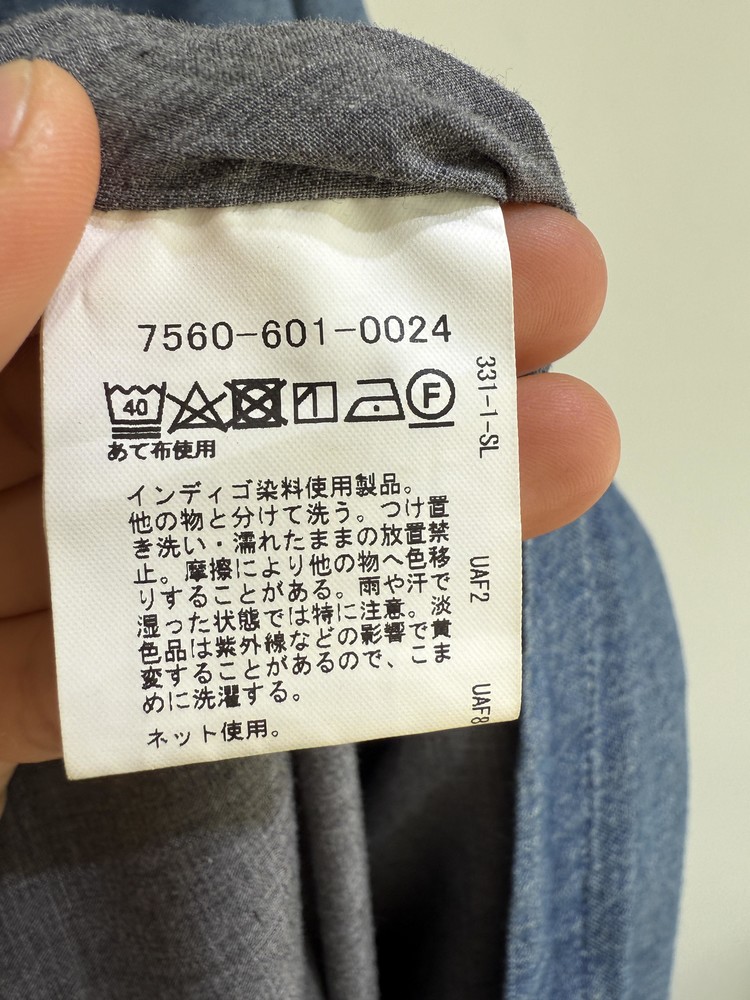 7560-601-0024
40
F
あて布使用
インディゴ染料使用製品。
他の物と分けて洗う。つけ置
き洗い・濡れたままの放置禁
止。摩擦により他の物へ色移
りすることがある。雨や汗で
湿った状態では特に注意。淡
色品は紫外線などの影響で黄
変することがあるので、こま
めに洗濯する。
ネット使用。
331-1-SL
UAF2
UAF8